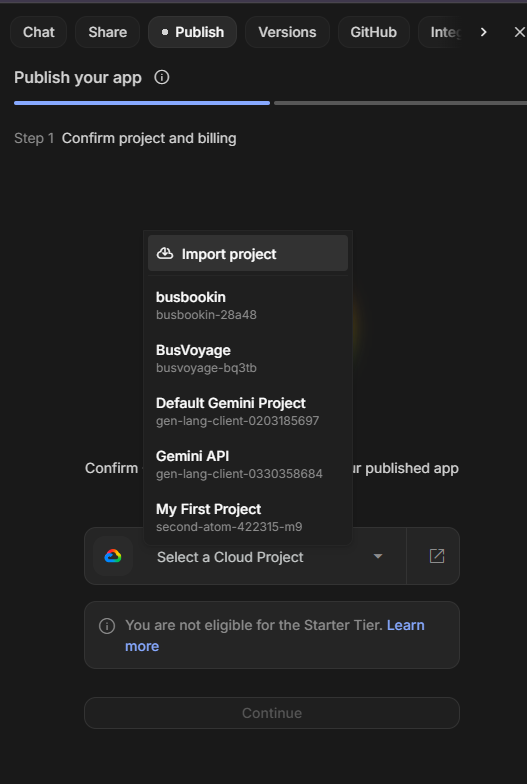 Chat Share Publish Versions GitHub
Publish your app
Step 1 Confirm project and billing
Import project
busbookin
busbookin-28a48
BusVoyage
busvoyage-bq3tb
Default Gemini Project
gen-lang-client-0203185697
Gemini API
gen-lang-client-0330358684
My First Project
second-atom-422315-m9
Confirm published app
Select a Cloud Project
You are not eligible for the Starter Tier. Learn
more
Continue